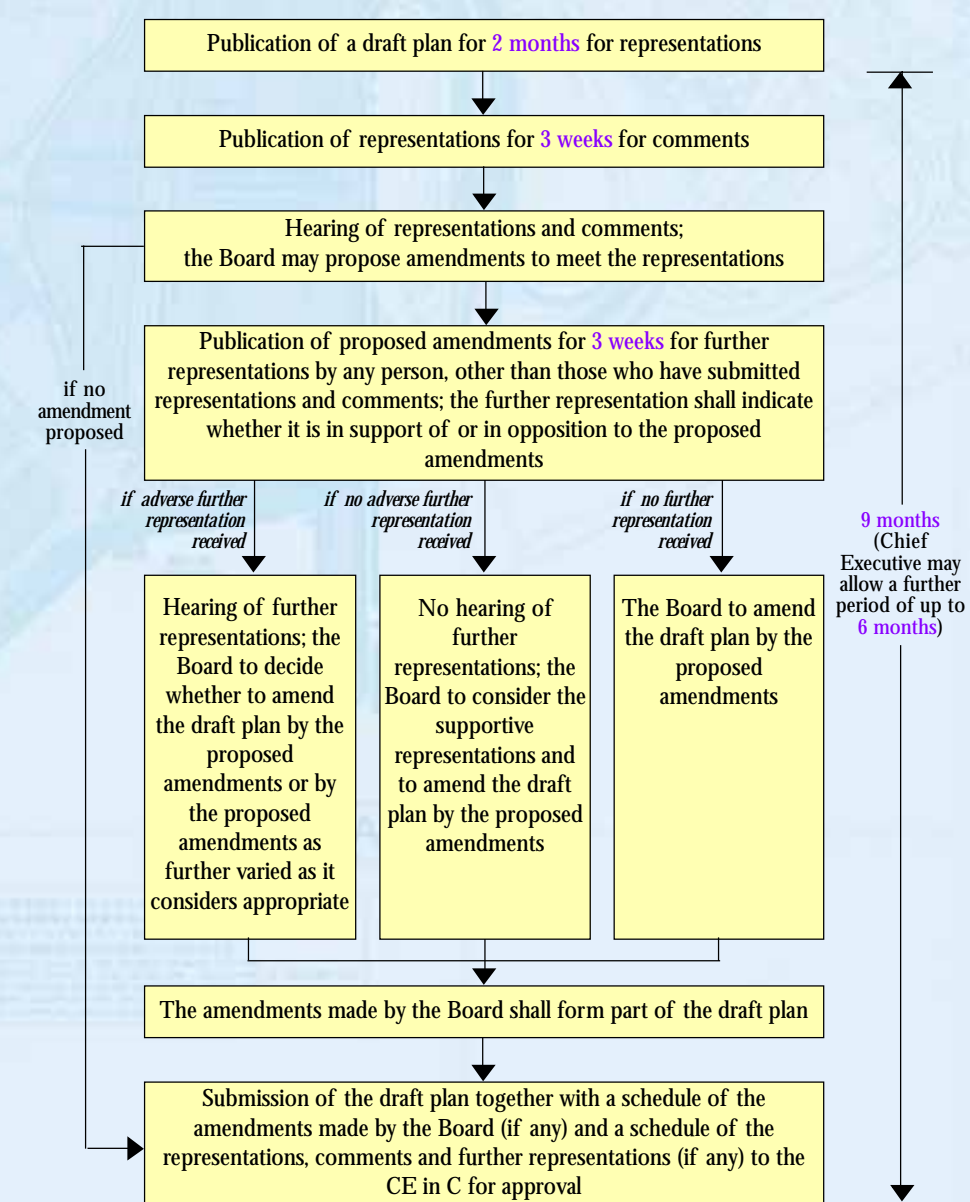 Publication of a draft plan for 2 months for representations
Publication of representations for 3 weeks for comments
Hearing of representations and comments;
the Board may propose amendments to meet the representations
if no
amendment
proposed
Publication of proposed amendments for 3 weeks for further
representations by any person, other than those who have submitted
representations and comments; the further representation shall indicate
whether it is in support of or in opposition to the proposed
amendments
if adverse further
representation
received
if no adverse further
representation
received
if no further
representation
received
9 months
(Chief
Executive may
allow a further
period of up to
6 months)
Hearing of further
representations; the
Board to decide
whether to amend
the draft plan by the
proposed
amendments or by
the proposed
amendments as
further varied as it
considers appropriate
No hearing of
further
representations; the
Board to consider the
supportive
representations and
to amend the draft
plan by the proposed
amendments
The Board to amend
the draft plan by the
proposed
amendments
The amendments made by the Board shall form part of the draft plan
Submission of the draft plan together with a schedule of the
amendments made by the Board (if any) and a schedule of the
representations, comments and further representations (if any) to the
CE in C for approval